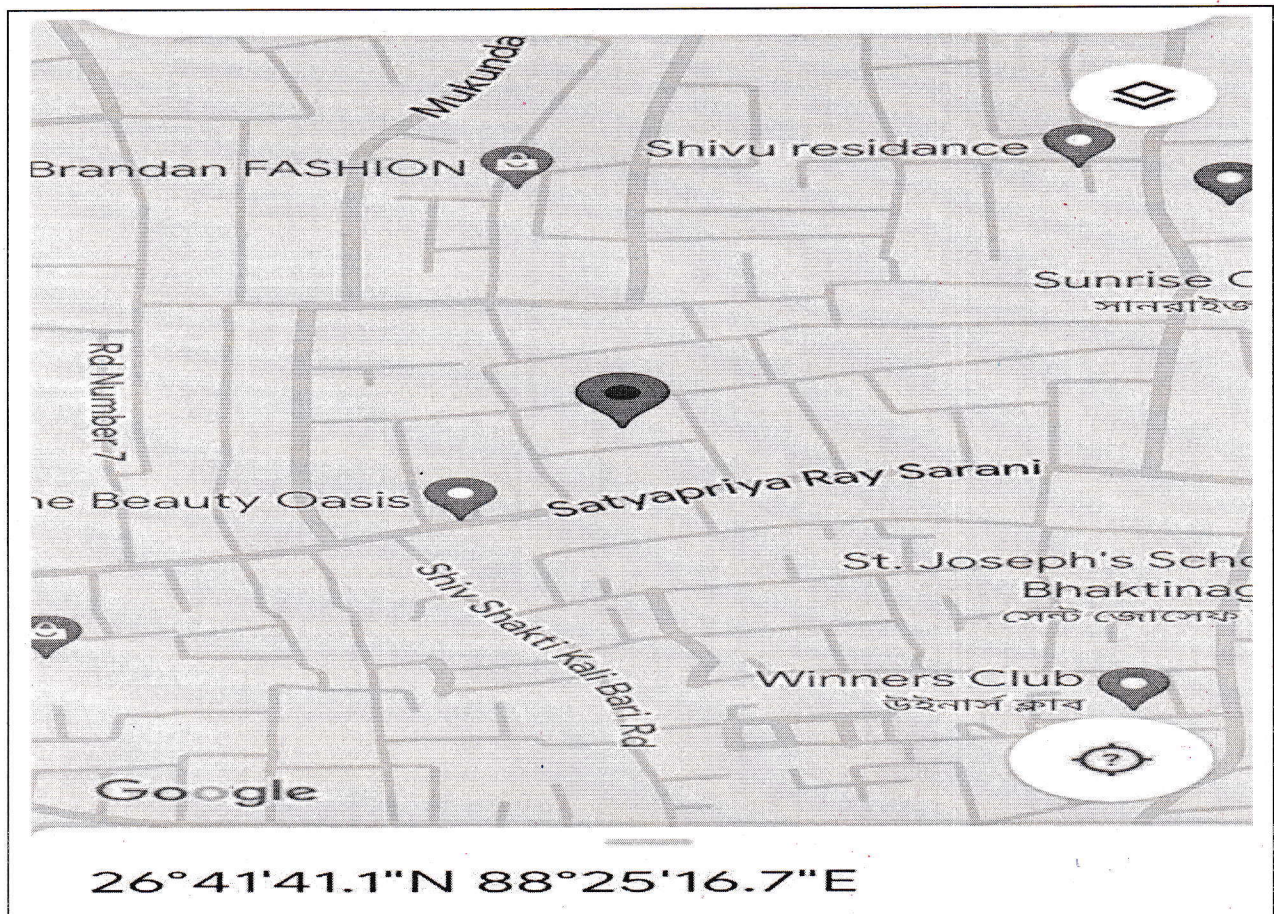 Mukunda
Brandan FASHION
Shivu residance
Sunrise C
সানরাইজ
Rd Number 7
ne Beauty Oasis
Satyapriya Ray Sarani
Shiv Shakti Kali Bari Rd
St. Joseph's Scho
Bhaktinag
সেন্ট জোসেফ
Winners Club
উইনার্স ক্লাব
?
Google
26°41'41.1"N 88°25'16.7"E